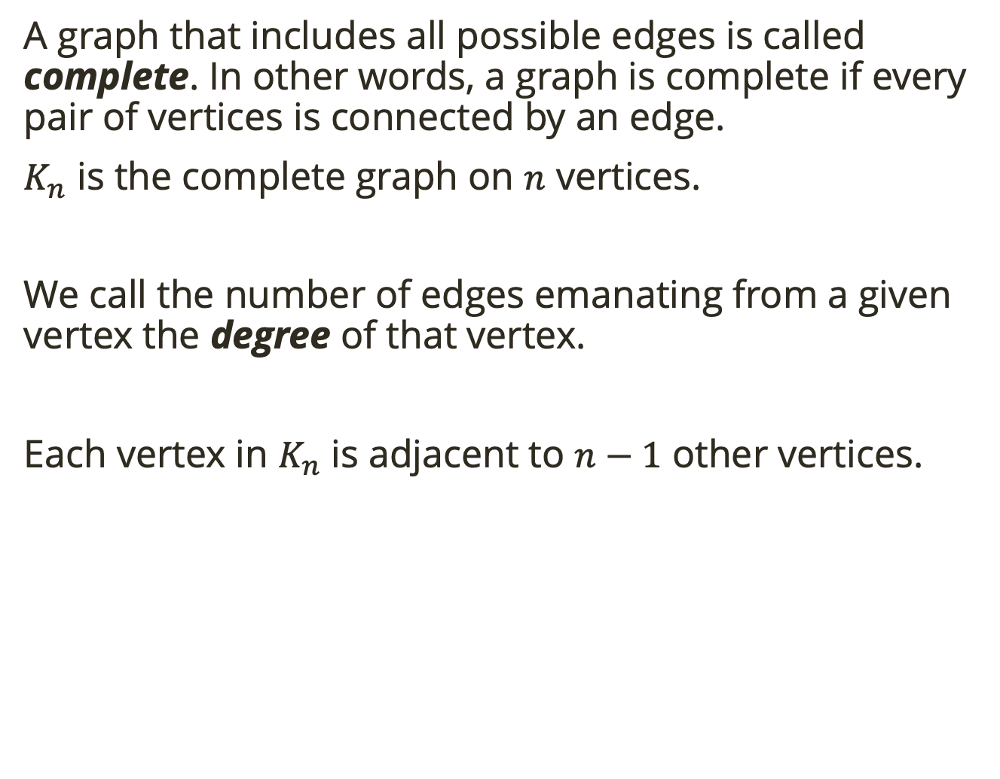 A graph that includes all possible edges is called
complete. In other words, a graph is complete if every
pair of vertices is connected by an edge.
𝐾ₙ is the complete graph on 𝑛 vertices.
We call the number of edges emanating from a given
vertex the degree of that vertex.
Each vertex in 𝐾ₙ is adjacent to 𝑛 − 1 other vertices.